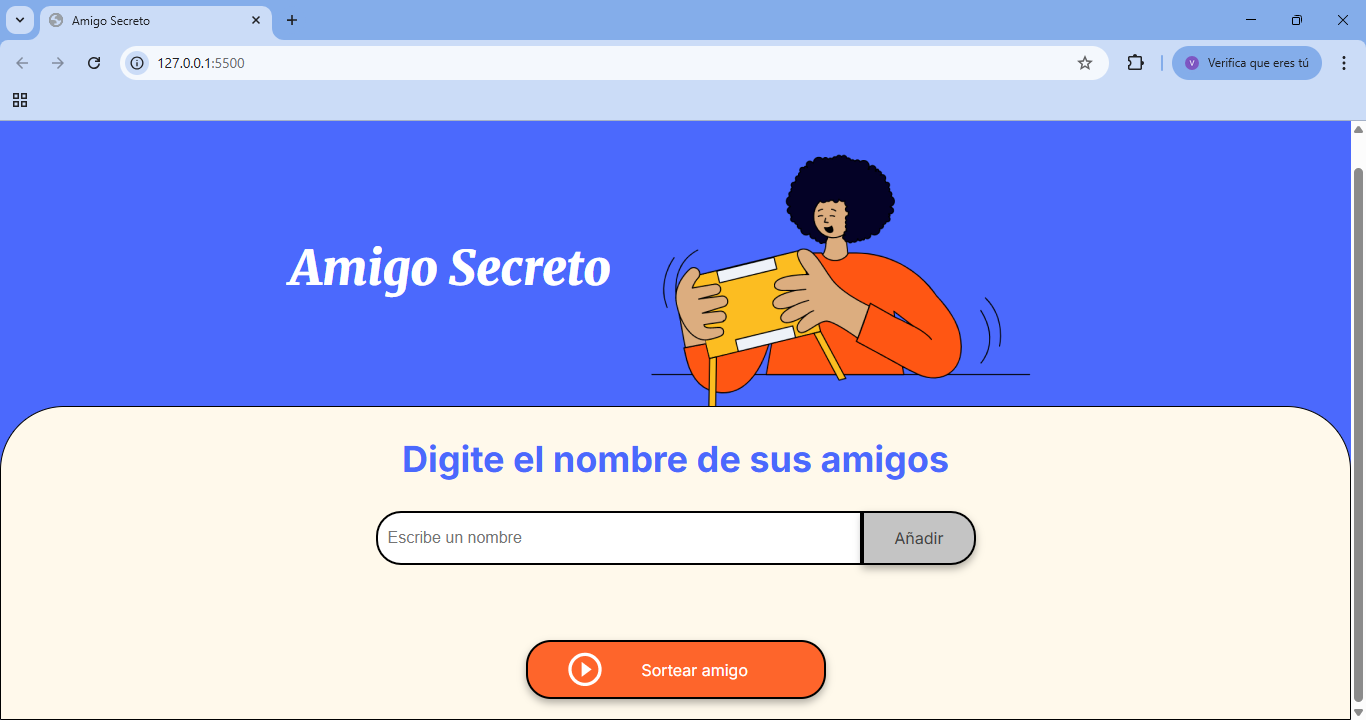 Amigo Secreto
127.0.0.1:5500
V
Verifica que eres tú
Amigo Secreto
Digite el nombre de sus amigos
Escribe un nombre
Añadir
Sortear amigo